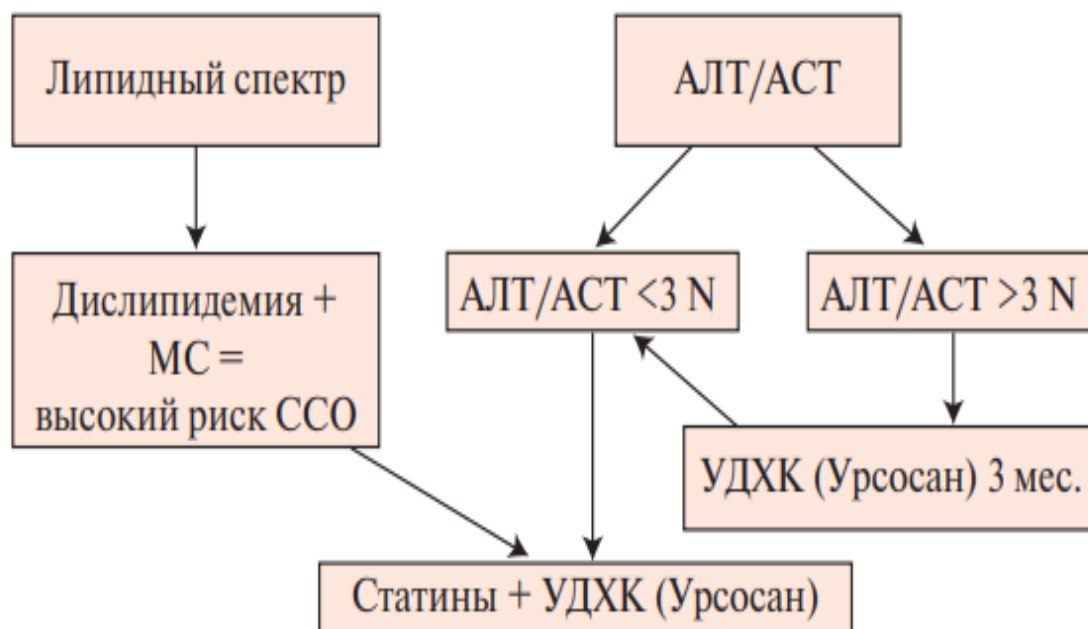 Липидный спектр
АЛТ/АСТ
Дислипидемия +
МС =
высокий риск ССО
АЛТ/АСТ <3 N
АЛТ/АСТ >3 N
УДХК (Урсосан) 3 мес.
Статины + УДХК (Урсосан)